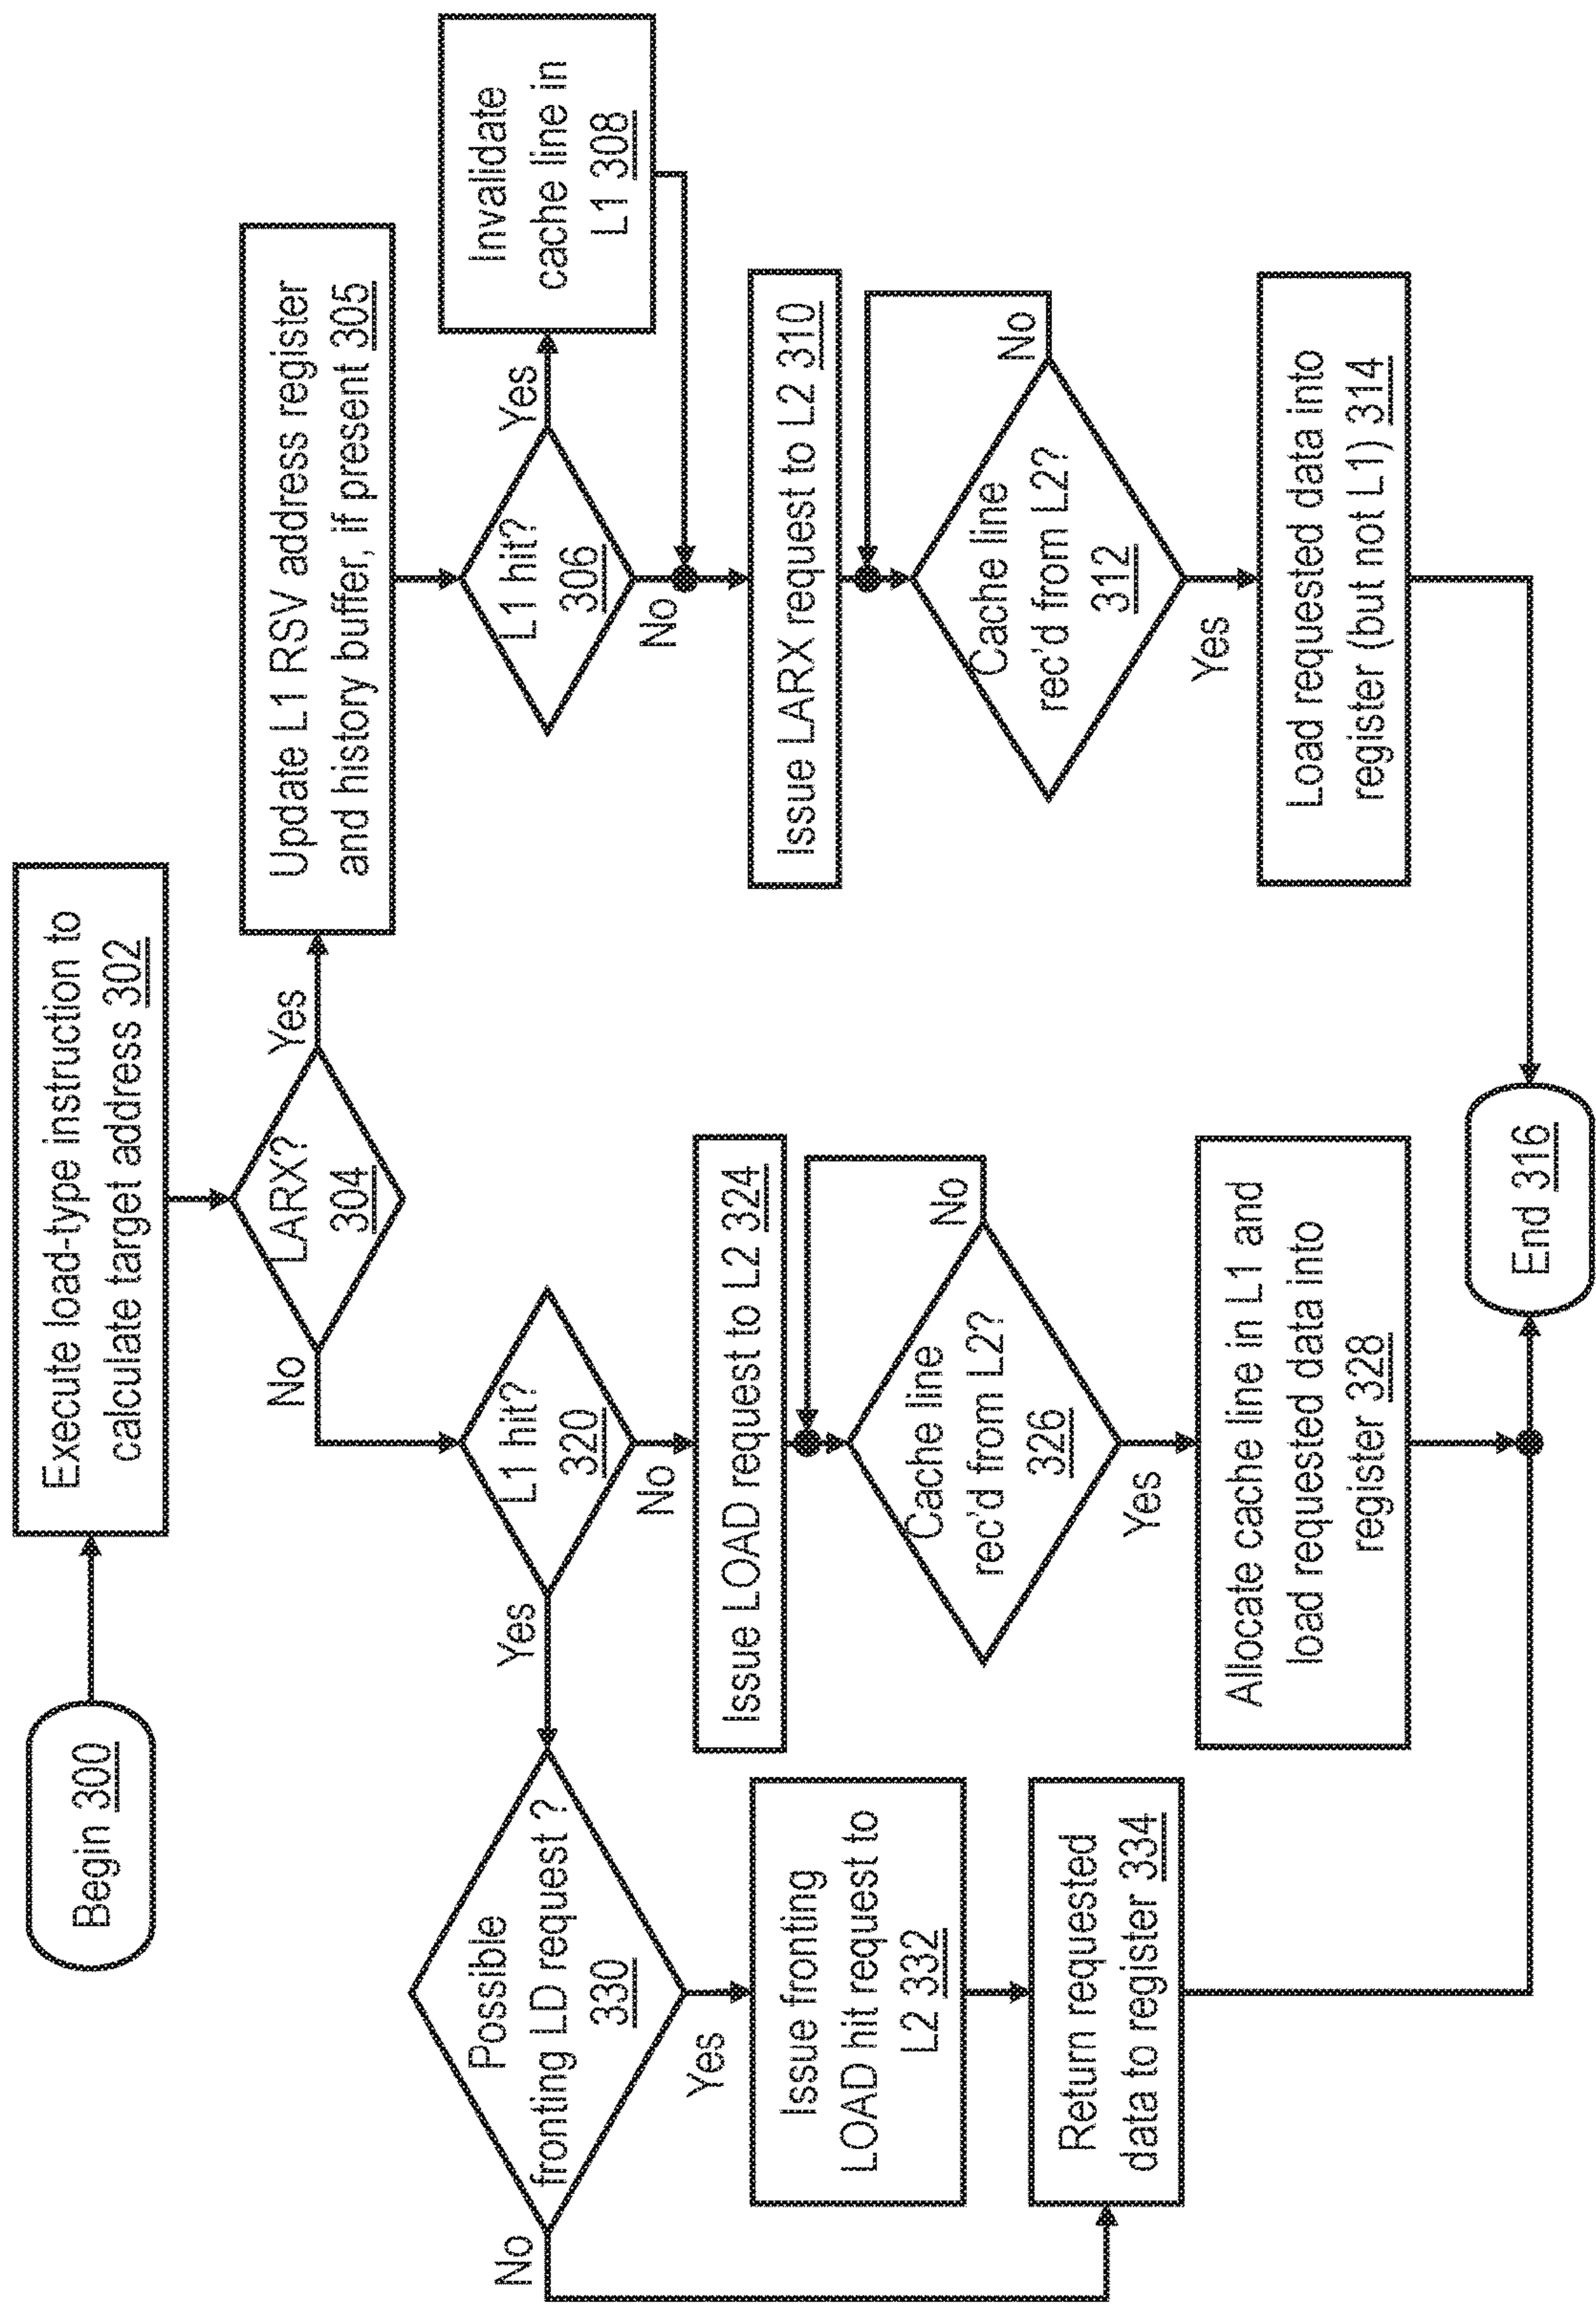 Begin 300
Execute load-type instruction to
calculate target address 302
LARX?
304
No
Yes
Update L1 RSV address register
and history buffer, if present 305
L1 hit?
306
Yes
No
Invalidate
cache line in
L1 308
Issue LARX request to L2 310
Cache line
rec'd from L2?
312
No
Yes
Load requested data into
register (but not L1) 314
L1 hit?
320
Yes
No
Issue LOAD request to L2 324
Cache line
rec'd from L2?
326
No
Yes
Allocate cache line in L1 and
load requested data into
register 328
Possible
fronting LD request ?
330
No
Yes
Issue fronting
LOAD hit request to
L2 332
Return requested
data to register 334
End 316